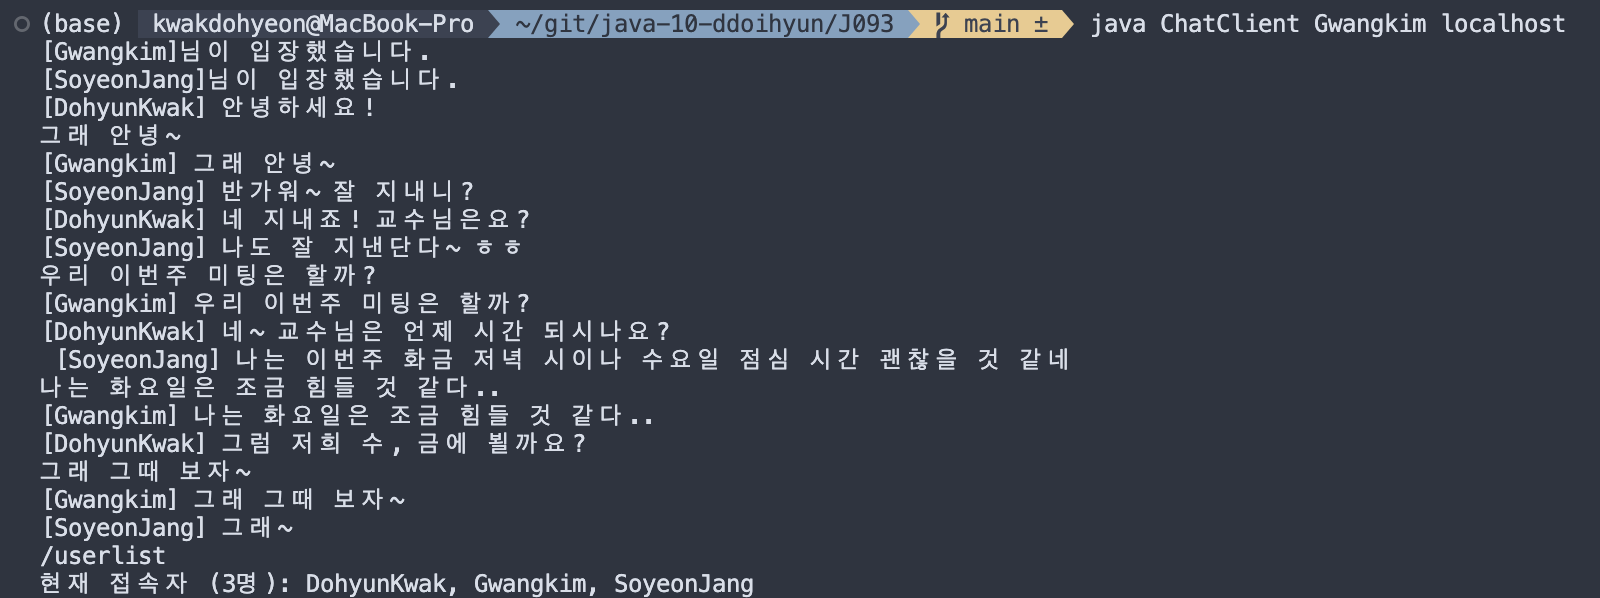 (base) kwakdohyeon@MacBook-Pro ~/git/java-10-ddoihyun/J093 main ± java ChatClient Gwangkim localhost
[Gwangkim]님이 입장했습니다.
[SoyeonJang]님이 입장했습니다.
[DohyunKwak] 안녕하세요!
그래 안녕~
[Gwangkim] 그래 안녕~
[SoyeonJang] 반가워~ 잘 지내니?
[DohyunKwak] 네 지내죠! 교수님은요?
[SoyeonJang] 나도 잘 지낸단다~ ㅎㅎ
우리 이번주 미팅은 할까?
[Gwangkim] 우리 이번주 미팅은 할까?
[DohyunKwak] 네~ 교수님은 언제 시간 되시나요?
[SoyeonJang] 나는 이번주 화금 저녁 시이나 수요일 점심 시간 괜찮을 것 같네
나는 화요일은 조금 힘들 것 같다..
[Gwangkim] 나는 화요일은 조금 힘들 것 같다..
[DohyunKwak] 그럼 저희 수, 금에 뵐까요?
그래 그때 보자~
[Gwangkim] 그래 그때 보자~
[SoyeonJang] 그래~
/userlist
현재 접속자 (3명): DohyunKwak, Gwangkim, SoyeonJang